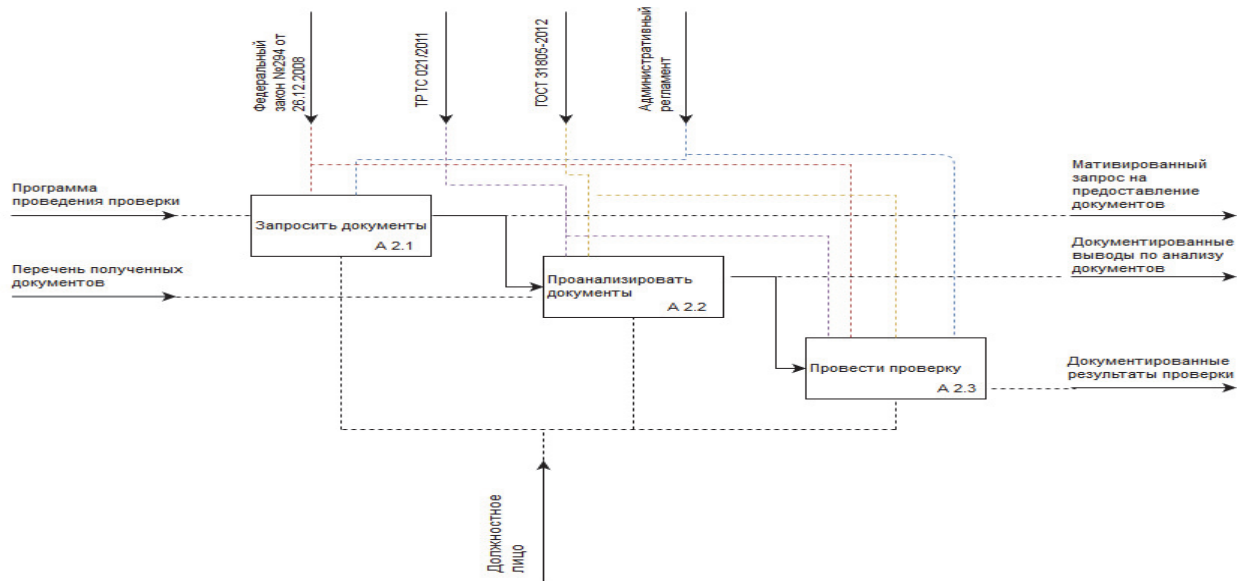 Федеральный
закон №294 от
26.12.2008
ТР ТС 021/2011
ГОСТ 31805-2012
Административный
регламент
Программа
проведения проверки
Мативированный
запрос на
предоставление
документов
Запросить документы
А 2.1
Перечень полученных
документов
Документированные
выводы по анализу
документов
Проанализировать
документы
А 2.2
Провести проверку
А 2.3
Документированные
результаты проверки
Должностное
лицо